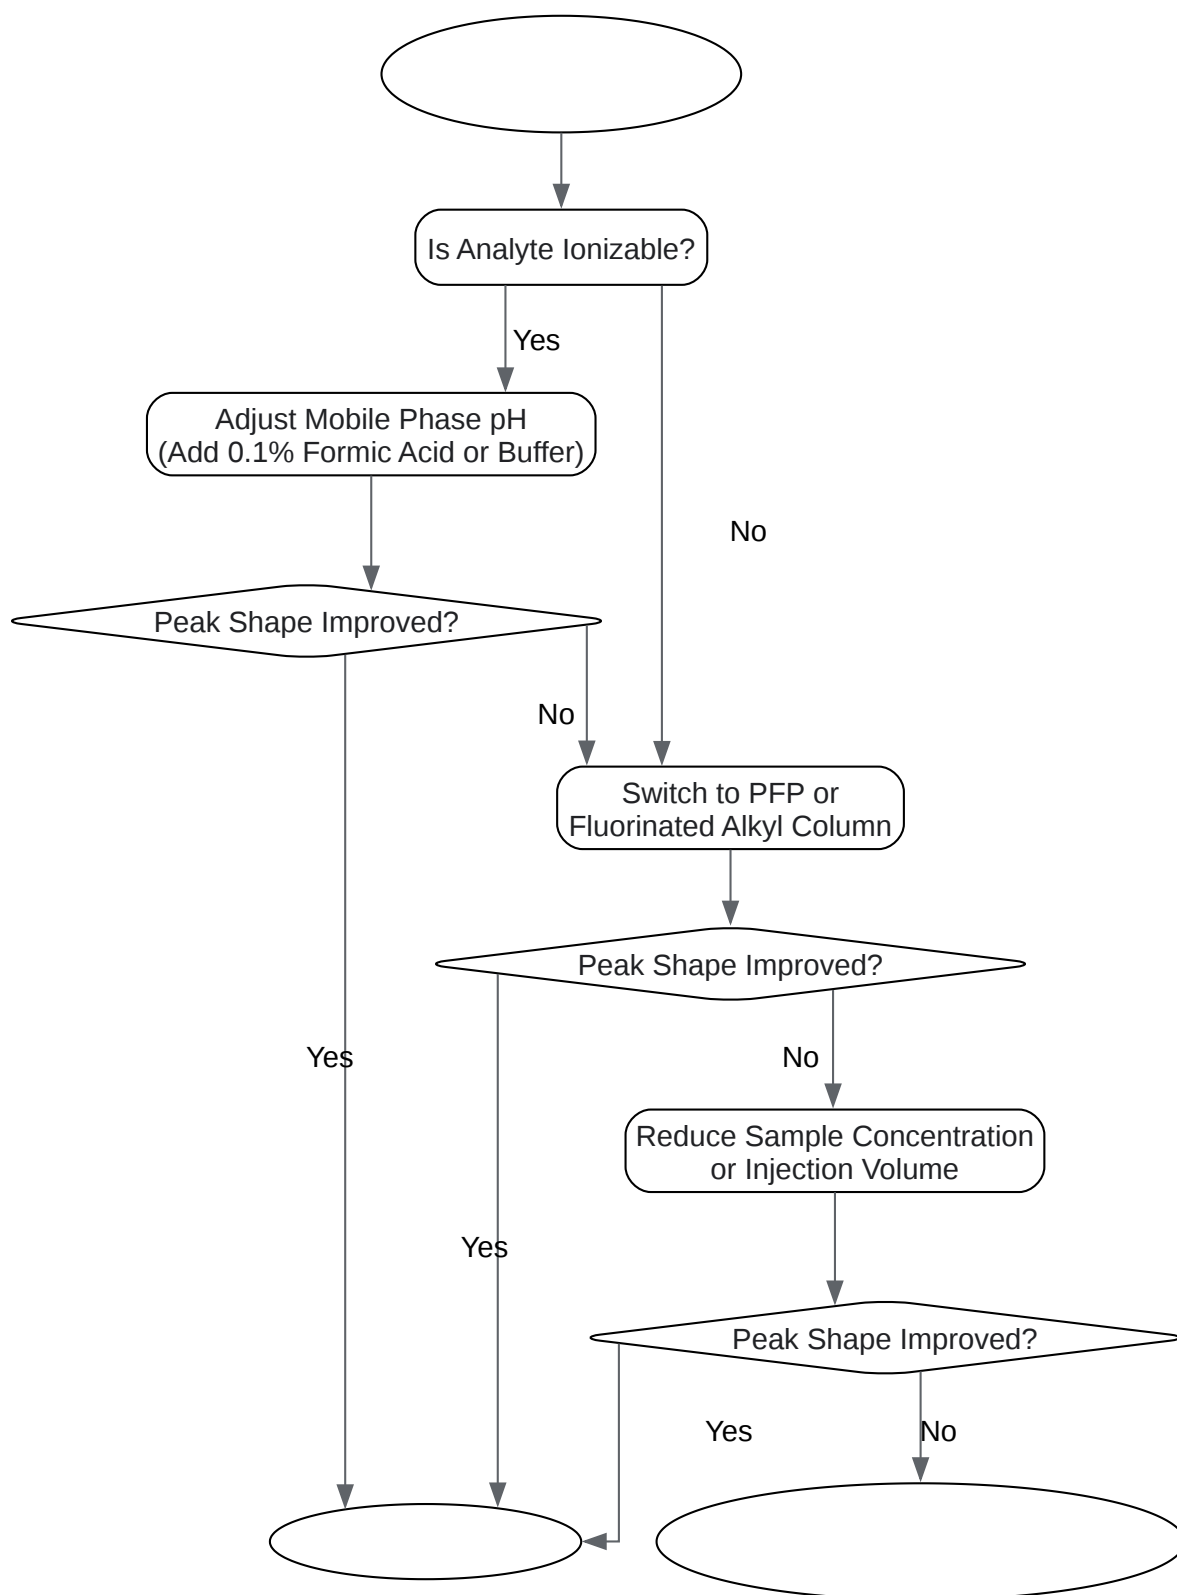 Is Analyte Ionizable?
Yes
Adjust Mobile Phase pH
(Add 0.1% Formic Acid or Buffer)
No
Peak Shape Improved?
No
Switch to PFP or
Fluorinated Alkyl Column
Peak Shape Improved?
Yes
No
Reduce Sample Concentration
or Injection Volume
Yes
Peak Shape Improved?
Yes
No